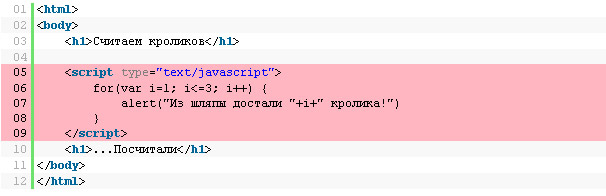 01 <html>
02 <body>
03     <h1>Считаем кроликов</h1>
04
05     <script type="text/javascript">
06         for(var i=1; i<=3; i++) {
07             alert("Из шляпы достали "+i+" кролика!")
08         }
09     </script>
10     <h1>...Посчитали</h1>
11 </body>
12 </html>